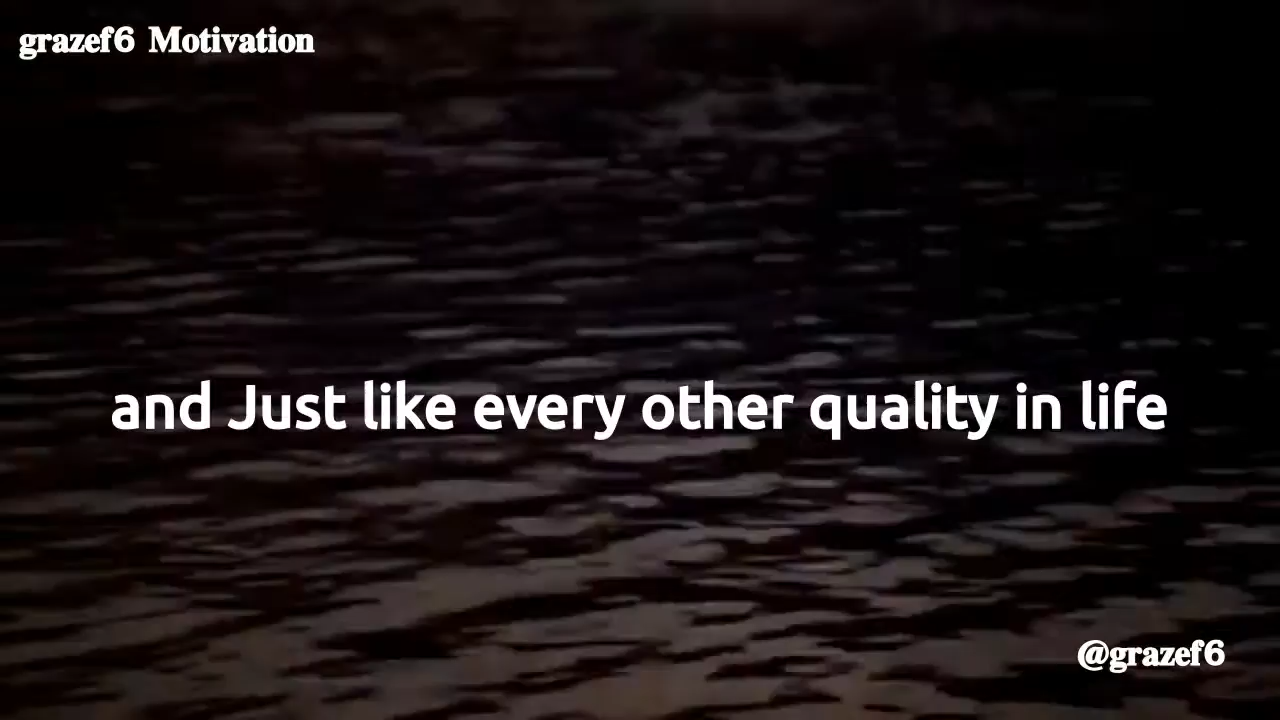 grazef6 Motivation
and Just like every other quality in life
@grazef6